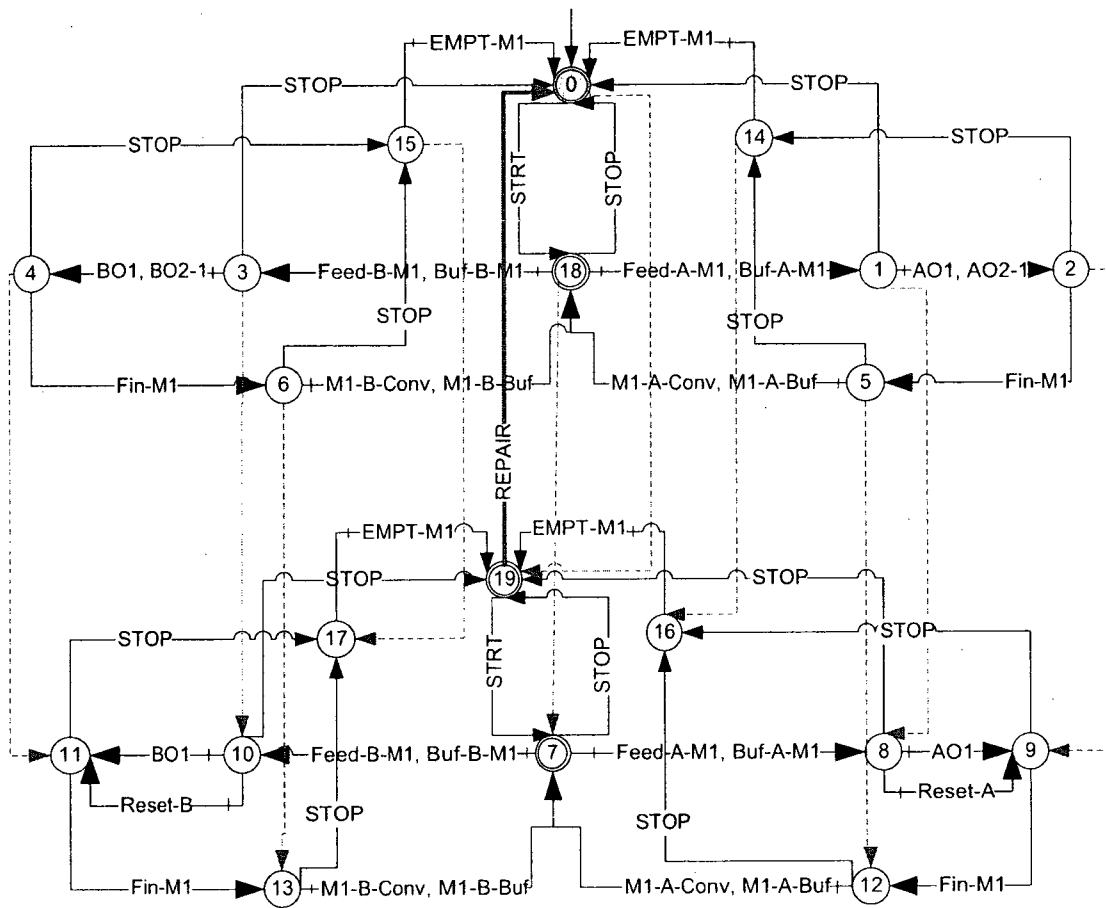 EMPT-M1 EMPT-M1
0
STOP STOP
15 14
STOP STOP
STRT STOP
4 BO1, BO2-1 3 Feed-B-M1, Buf-B-M1 18 Feed-A-M1, Buf-A-M1 1 AO1, AO2-1 2
STOP STOP
Fin-M1 6 M1-B-Conv, M1-B-Buf M1-A-Conv, M1-A-Buf 5 Fin-M1
REPAIR
EMPT-M1 EMPT-M1
STOP 19 STOP
STOP 17 16 STOP
STRT STOP
11 BO1 10 Feed-B-M1, Buf-B-M1 7 Feed-A-M1, Buf-A-M1 8 AO1 9
Reset-B Reset-A
STOP STOP
Fin-M1 13 M1-B-Conv, M1-B-Buf M1-A-Conv, M1-A-Buf 12 Fin-M1